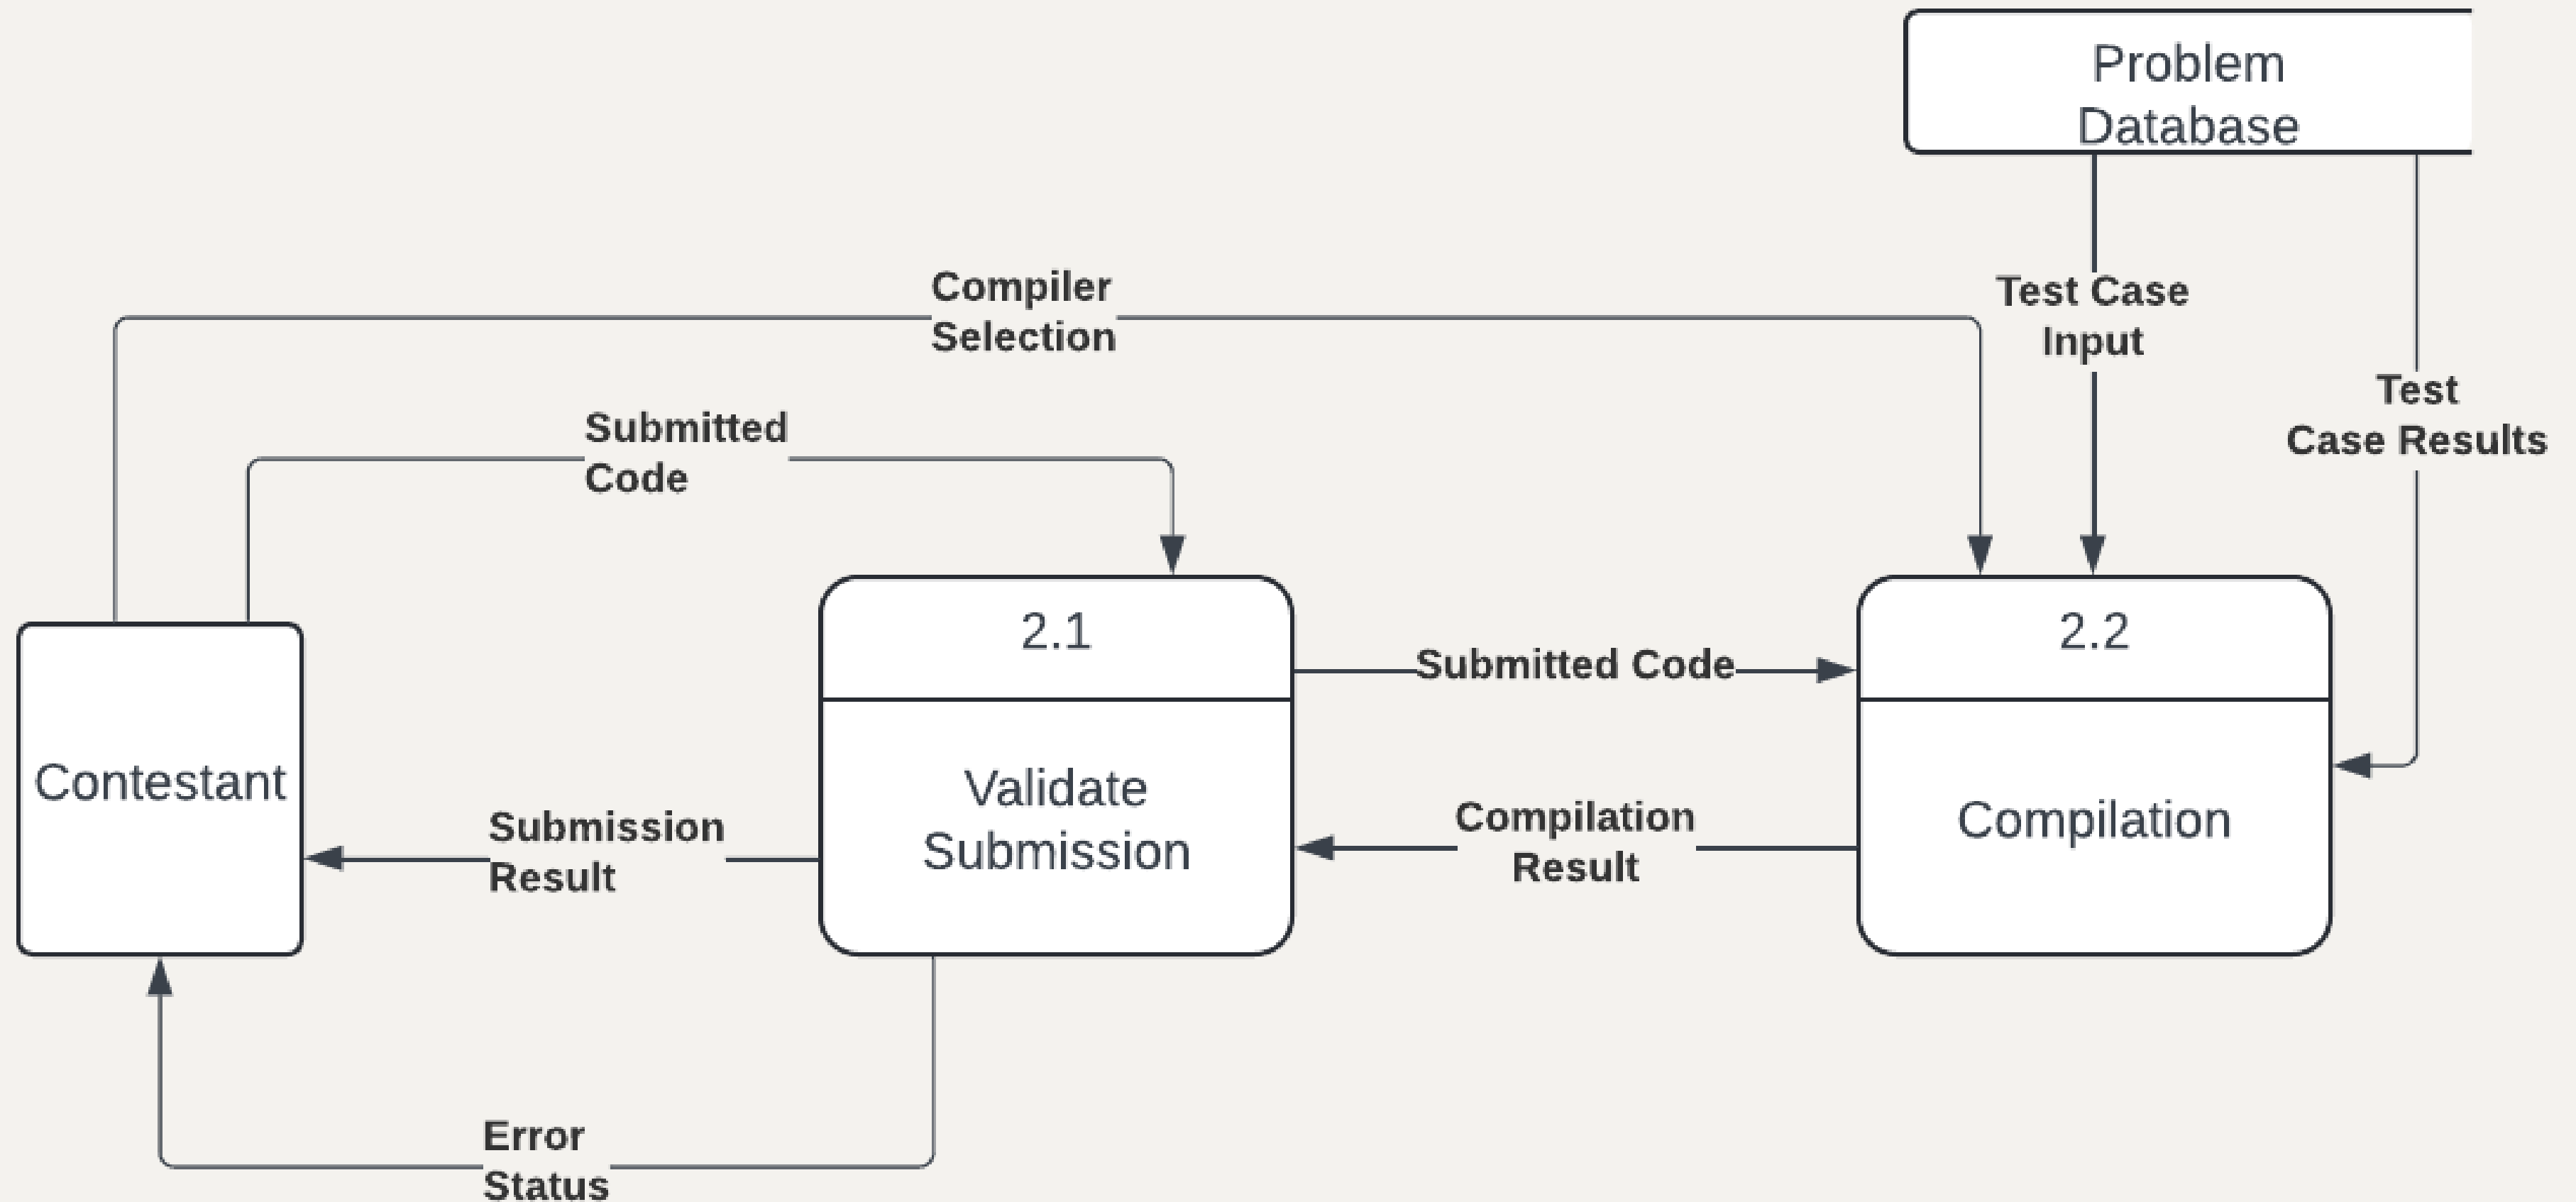 Problem
Database
Compiler
Selection
Test Case
Input
Test
Case Results
Submitted
Code
2.1
2.2
Submitted Code
Contestant
Validate
Submission
Compilation
Submission
Result
Compilation
Result
Error
Status